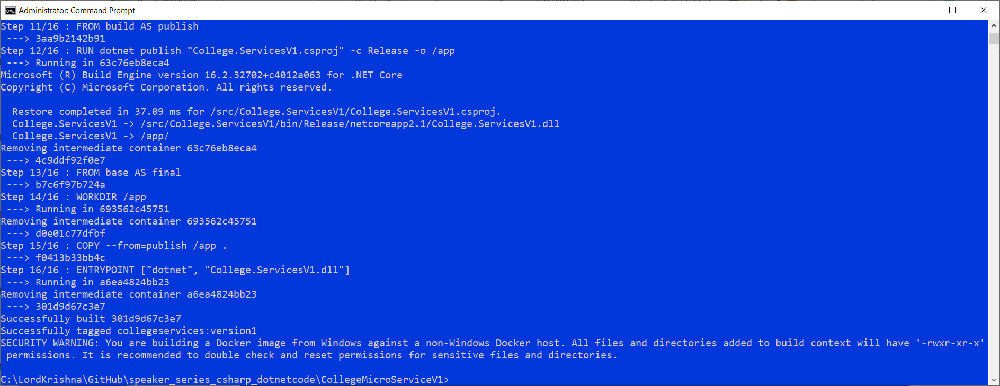 Administrator: Command Prompt
Step 11/16 : FROM build AS publish
 ---> 3aa9b2142b91
Step 12/16 : RUN dotnet publish "College.ServicesV1.csproj" -c Release -o /app
 ---> Running in 63c76eb8eca4
Microsoft (R) Build Engine version 16.2.32702+c4012a063 for .NET Core
Copyright (C) Microsoft Corporation. All rights reserved.

  Restore completed in 37.09 ms for /src/College.ServicesV1/College.ServicesV1.csproj.
  College.ServicesV1 -> /src/College.ServicesV1/bin/Release/netcoreapp2.1/College.ServicesV1.dll
  College.ServicesV1 -> /app/
Removing intermediate container 63c76eb8eca4
 ---> 4c9ddf92f0e7
Step 13/16 : FROM base AS final
 ---> b7c6f97b724a
Step 14/16 : WORKDIR /app
 ---> Running in 693562c45751
Removing intermediate container 693562c45751
 ---> d0e01c77dfbf
Step 15/16 : COPY --from=publish /app .
 ---> f0413b33bb4c
Step 16/16 : ENTRYPOINT ["dotnet", "College.ServicesV1.dll"]
 ---> Running in a6ea4824bb23
Removing intermediate container a6ea4824bb23
 ---> 301d9d67c3e7
Successfully built 301d9d67c3e7
Successfully tagged collegeservices:version1
SECURITY WARNING: You are building a Docker image from Windows against a non-Windows Docker host. All files and directories added to build context will have '-rwxr-xr-x'
 permissions. It is recommended to double check and reset permissions for sensitive files and directories.

C:\LordKrishna\GitHub\speaker_series_csharp_dotnetcode\CollegeMicroServiceV1>